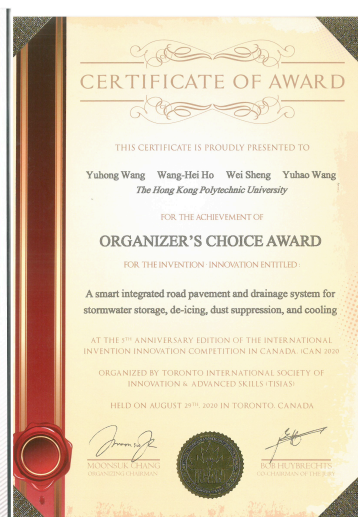 CERTIFICATE OF AWARD
THIS CERTIFICATE IS PROUDLY PRESENTED TO
Yuhong Wang Wang-Hei Ho Wei Sheng Yuhao Wang
The Hong Kong Polytechnic University
FOR THE ACHIEVEMENT OF
ORGANIZER'S CHOICE AWARD
FOR THE INVENTION - INNOVATION ENTITLED:
A smart integrated road pavement and drainage system for
stormwater storage, de-icing, dust suppression, and cooling
AT THE 5TH ANNIVERSARY EDITION OF THE INTERNATIONAL
INVENTION INNOVATION COMPETITION IN CANADA, ICAN 2020
ORGANIZED BY TORONTO INTERNATIONAL SOCIETY OF
INNOVATION & ADVANCED SKILLS (TISIAS)
HELD ON AUGUST 29TH, 2020 IN TORONTO, CANADA
MOONSUK CHANG
ORGANIZING CHAIRMAN
BOB HUYBRECHTS
CO-CHAIRMAN OF THE JURY